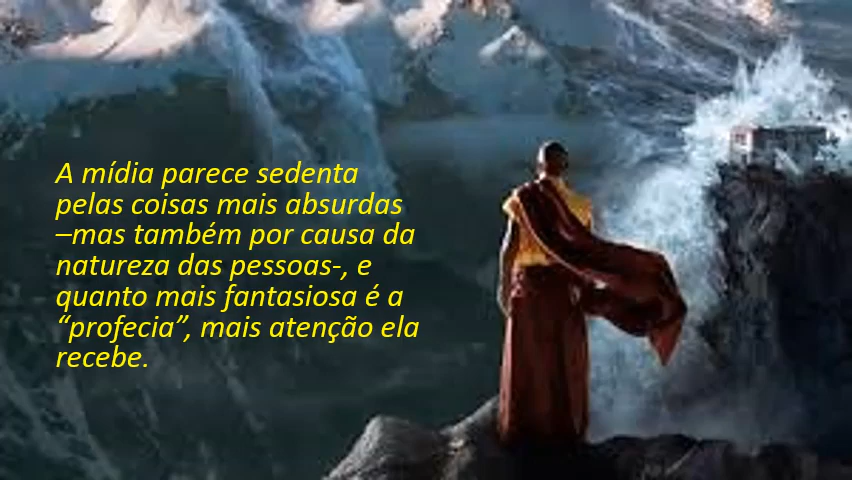 A mídia parece sedenta
pelas coisas mais absurdas
–mas também por causa da
natureza das pessoas-, e
quanto mais fantasiosa é a
“profecia”, mais atenção ela
recebe.